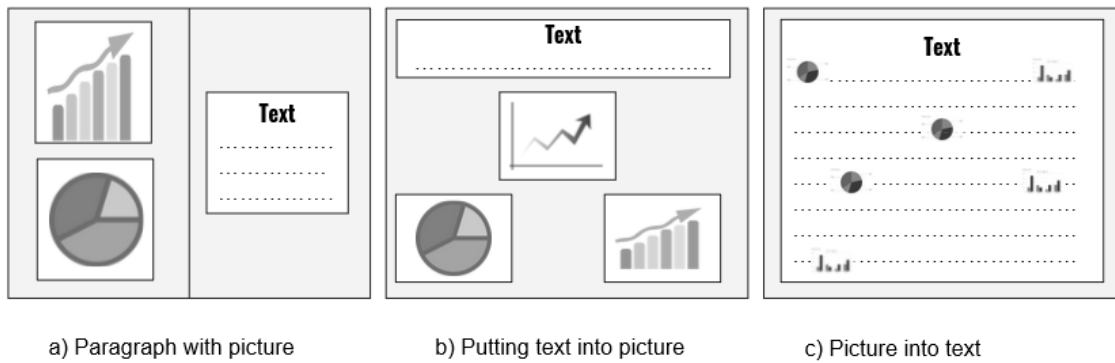 Text
Text
Text
a) Paragraph with picture
b) Putting text into picture
c) Picture into text